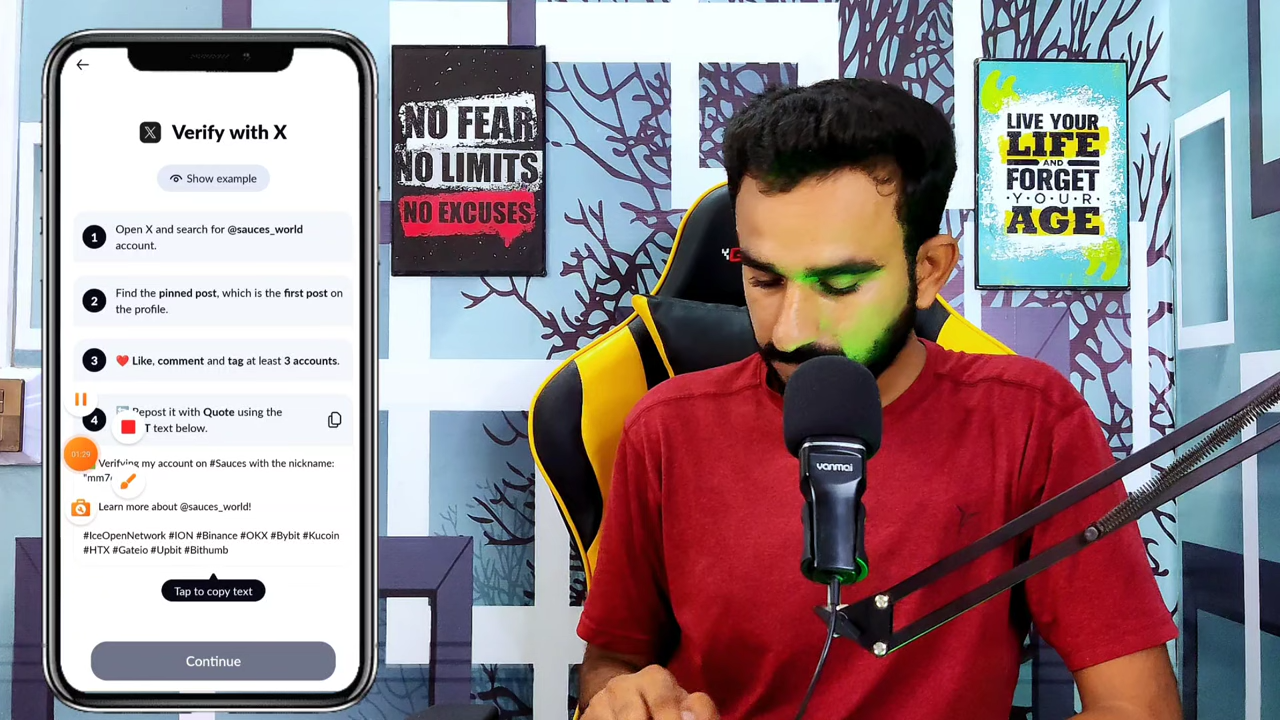 Verify with X
Show example
1
Open X and search for @sauces_world
account.
2
Find the pinned post, which is the first post on
the profile.
3
Like, comment and tag at least 3 accounts.
4
Repost it with Quote using the
text below.
Verifying my account on #Sauces with the nickname:
01:29
Learn more about @sauces_world!
#IceOpenNetwork #ION #Binance #OKX #Bybit #Kucoin
#HTX #Gateio #Upbit #Bithumb
Tap to copy text
Continue
NO FEAR
NO LIMITS
NO EXCUSES
LIVE YOUR
LIFE
AND
FORGET
YOUR
AGE
vanmai